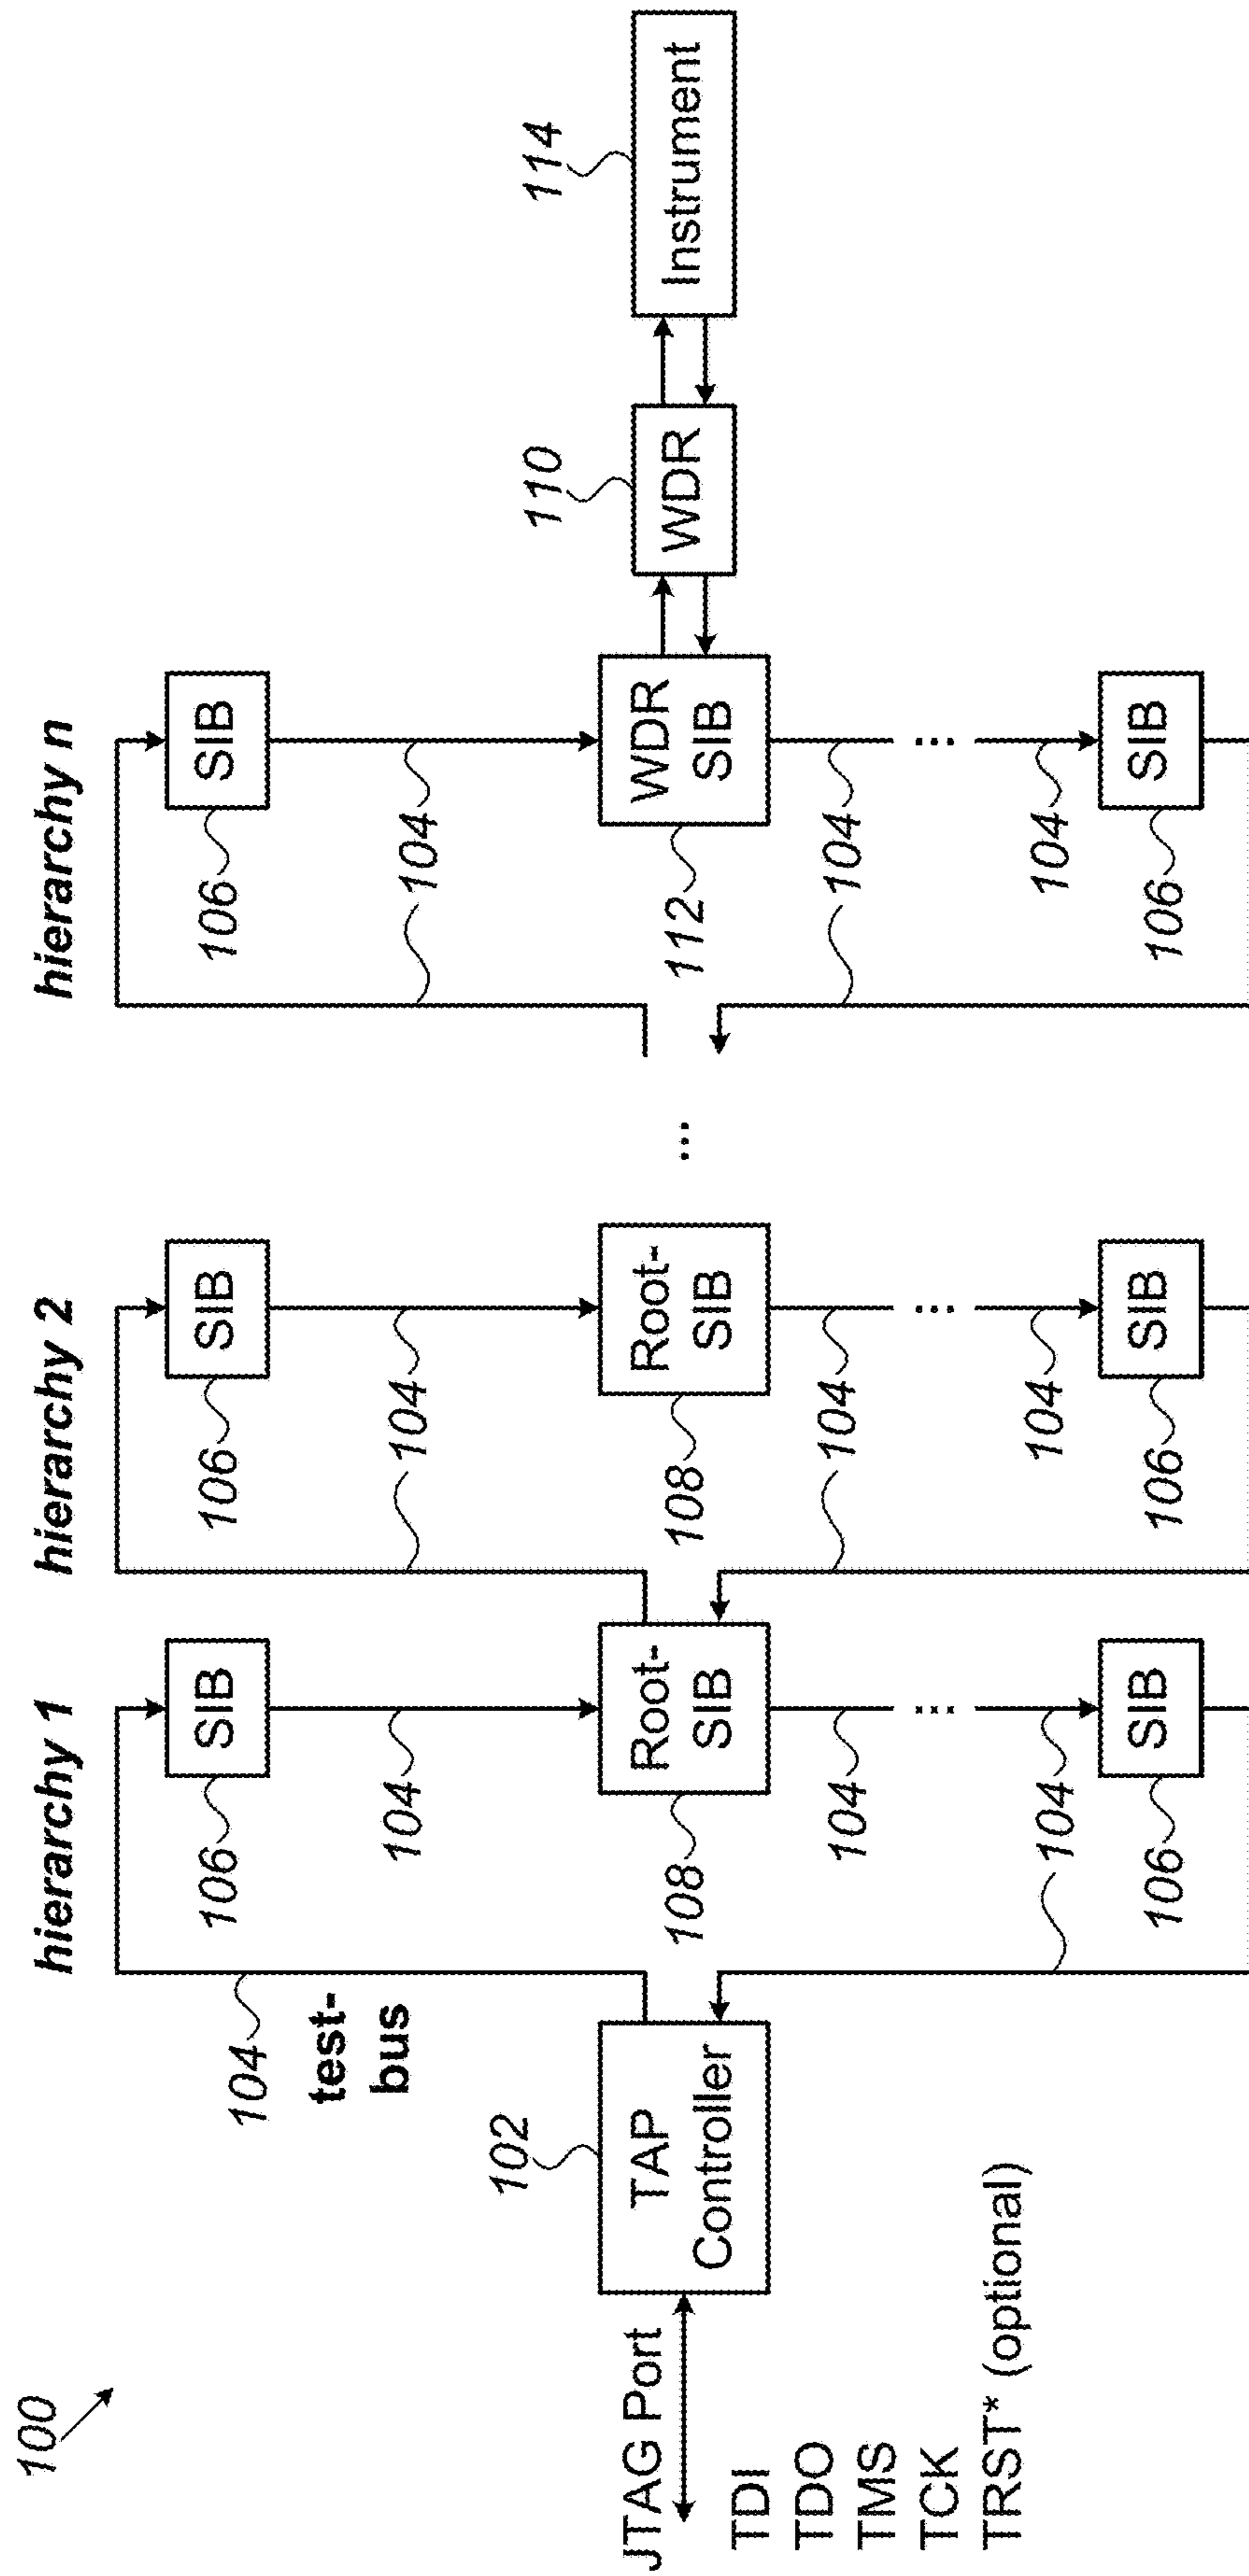 100
hierarchy 1
hierarchy 2
hierarchy n
106
SIB
106
SIB
106
SIB
104
test-
bus
104
104
104
102
110
114
JTAG Port
TAP
Controller
108
Root-
SIB
108
Root-
SIB
...
112
WDR
SIB
WDR
Instrument
TDI
TDO
TMS
TCK
TRST* (optional)
104
104
104
...
...
...
104
104
104
106
SIB
106
SIB
106
SIB